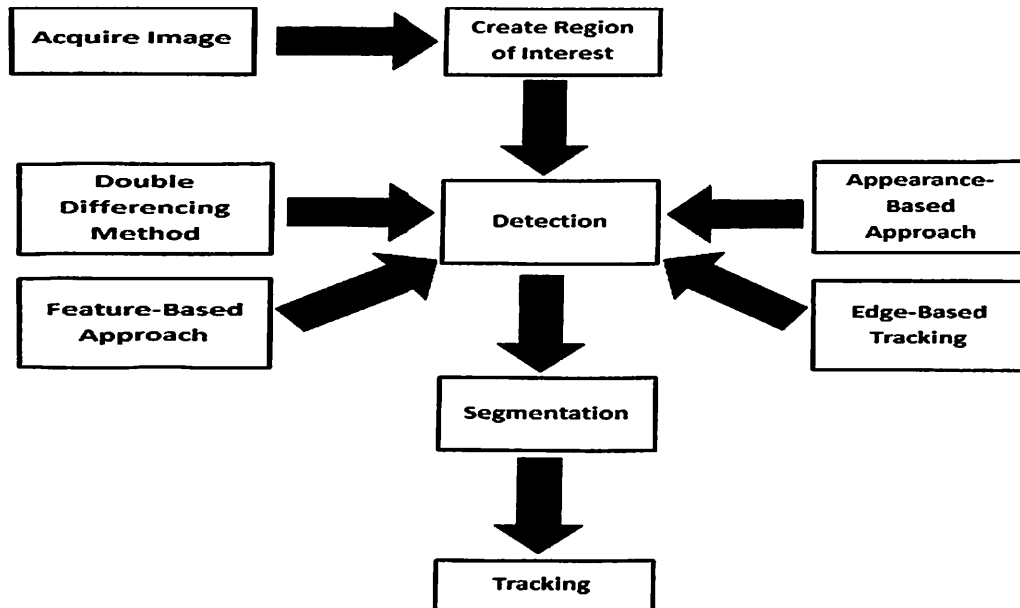 Acquire Image
Create Region
of Interest
Double
Differencing
Method
Detection
Appearance-
Based
Approach
Feature-Based
Approach
Edge-Based
Tracking
Segmentation
Tracking